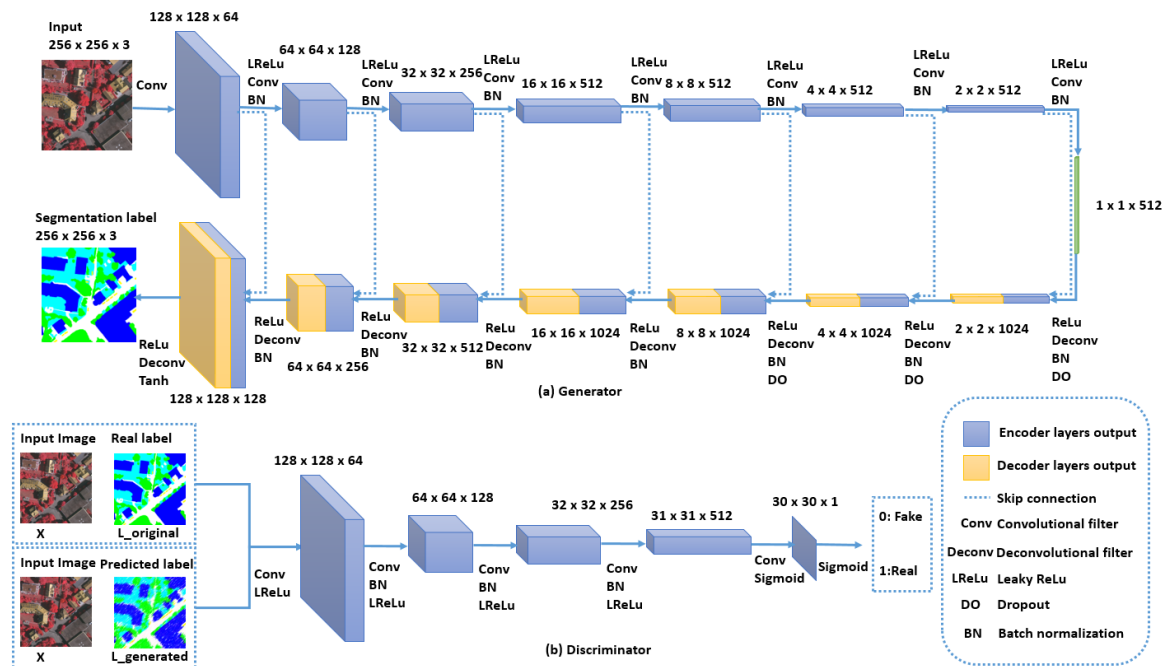 Input
256 x 256 x 3
128 x 128 x 64
Conv
LReLu
Conv
BN
64 x 64 x 128
LReLu
Conv
BN
32 x 32 x 256
LReLu
Conv
BN
16 x 16 x 512
LReLu
Conv
BN
8 x 8 x 512
LReLu
Conv
BN
4 x 4 x 512
LReLu
Conv
BN
2 x 2 x 512
LReLu
Conv
BN
1 x 1 x 512
Segmentation label
256 x 256 x 3
ReLu
Deconv
Tanh
128 x 128 x 128
ReLu
Deconv
BN
64 x 64 x 256
ReLu
Deconv
BN
32 x 32 x 512
ReLu
Deconv
BN
16 x 16 x 1024
ReLu
Deconv
BN
8 x 8 x 1024
ReLu
Deconv
BN
DO
4 x 4 x 1024
ReLu
Deconv
BN
DO
2 x 2 x 1024
ReLu
Deconv
BN
DO
(a) Generator
Input Image
Real label
X
L_original
Input Image
Predicted label
X
L_generated
Conv
LReLu
128 x 128 x 64
Conv
BN
LReLu
64 x 64 x 128
Conv
BN
LReLu
32 x 32 x 256
Conv
BN
LReLu
31 x 31 x 512
Conv
Sigmoid
30 x 30 x 1
Sigmoid
0: Fake
1:Real
(b) Discriminator
Encoder layers output
Decoder layers output
Skip connection
Conv Convolutional filter
Deconv Deconvolutional filter
LReLu Leaky ReLu
DO Dropout
BN Batch normalization